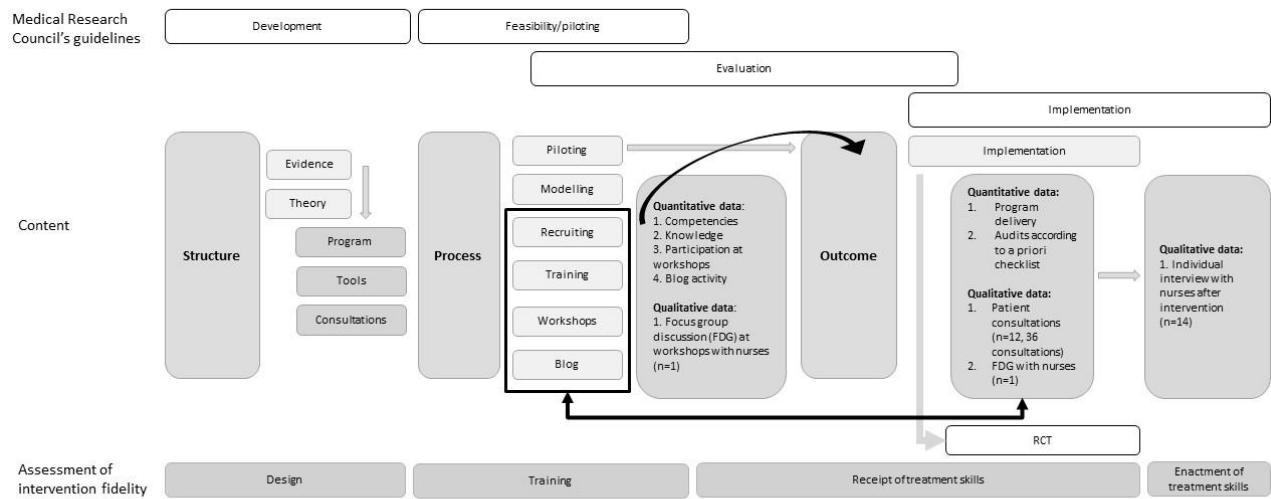 Medical Research
Council's guidelines
Development
Feasibility/piloting
Evaluation
Implementation
Content
Structure
Evidence
Theory
Program
Tools
Consultations
Process
Piloting
Modelling
Recruiting
Training
Workshops
Blog
Quantitative data:
1. Competencies
2. Knowledge
3. Participation at
workshops
4. Blog activity
Qualitative data:
1. Focus group
discussion (FDG) at
workshops with nurses
(n=1)
Outcome
Implementation
Quantitative data:
1. Program
delivery
2. Audits according
to a priori
checklist
Qualitative data:
1. Patient
consultations
(n=12, 36
consultations)
2. FDG with nurses
(n=1)
Qualitative data:
1. Individual
interview with
nurses after
intervention
(n=14)
RCT
Assessment of
intervention fidelity
Design
Training
Receipt of treatment skills
Enactment of
treatment skills